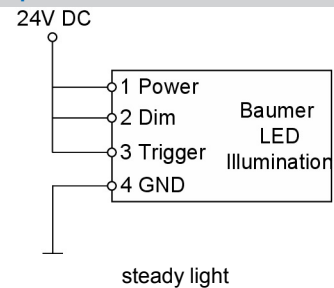 24V DC
1 Power
2 Dim
3 Trigger
4 GND
Baumer
LED
Illumination
steady light